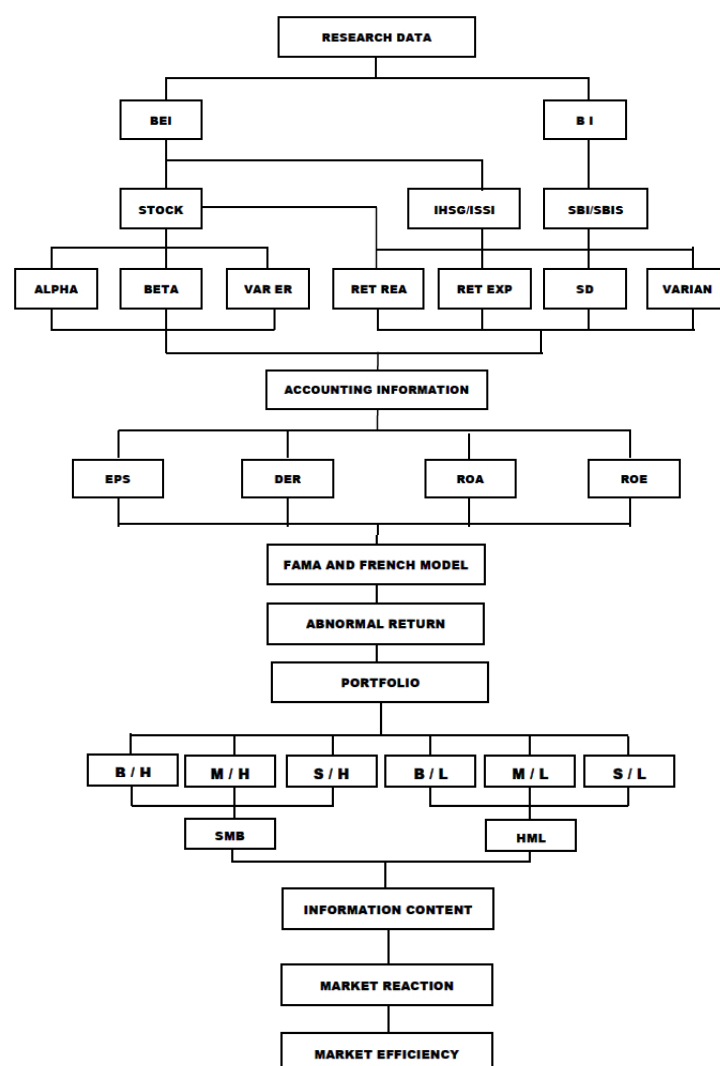 RESEARCH DATA
BEI
B I
STOCK
IHSG/ISSI
SBI/SBIS
ALPHA
BETA
VAR ER
RET REA
RET EXP
SD
VARIAN
ACCOUNTING INFORMATION
EPS
DER
ROA
ROE
FAMA AND FRENCH MODEL
ABNORMAL RETURN
PORTFOLIO
B / H
M / H
S / H
B / L
M / L
S / L
SMB
HML
INFORMATION CONTENT
MARKET REACTION
MARKET EFFICIENCY